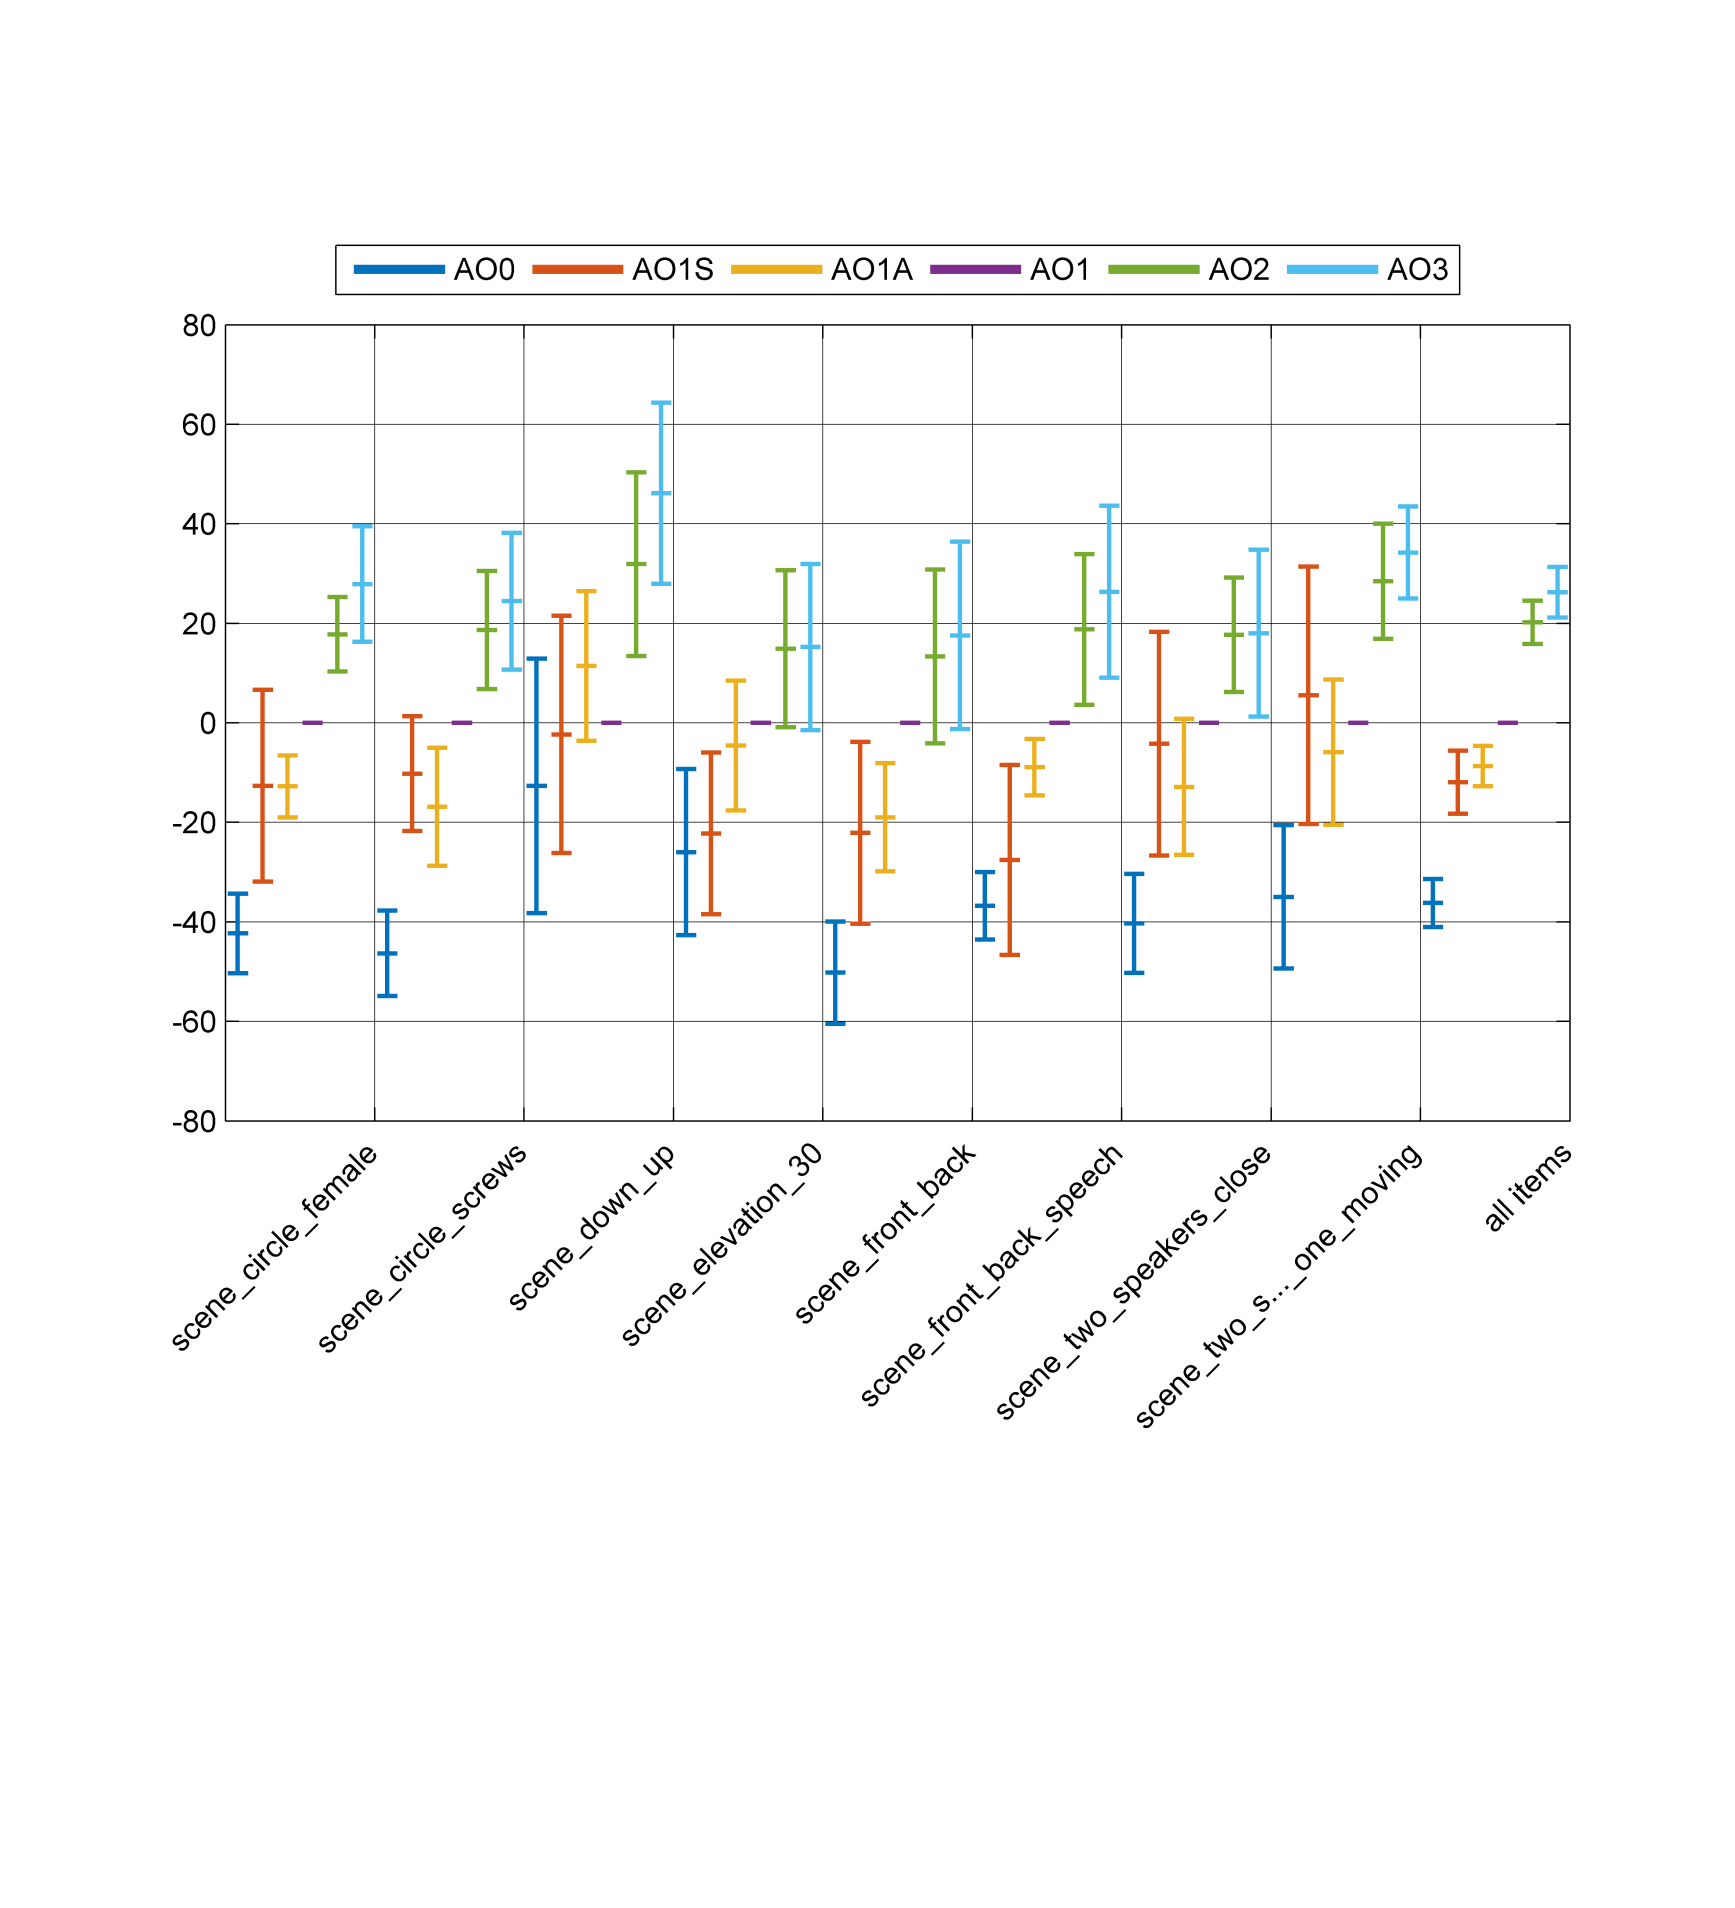 AO0 AO1S AO1A AO1 AO2 AO3
80
60
40
20
0
-20
-40
-60
-80
scene_circle_female
scene_circle_screws
scene_down_up
scene_elevation_30
scene_front_back
scene_front_back_speech
scene_two_speakers_close
scene_two_s..._one_moving
all items